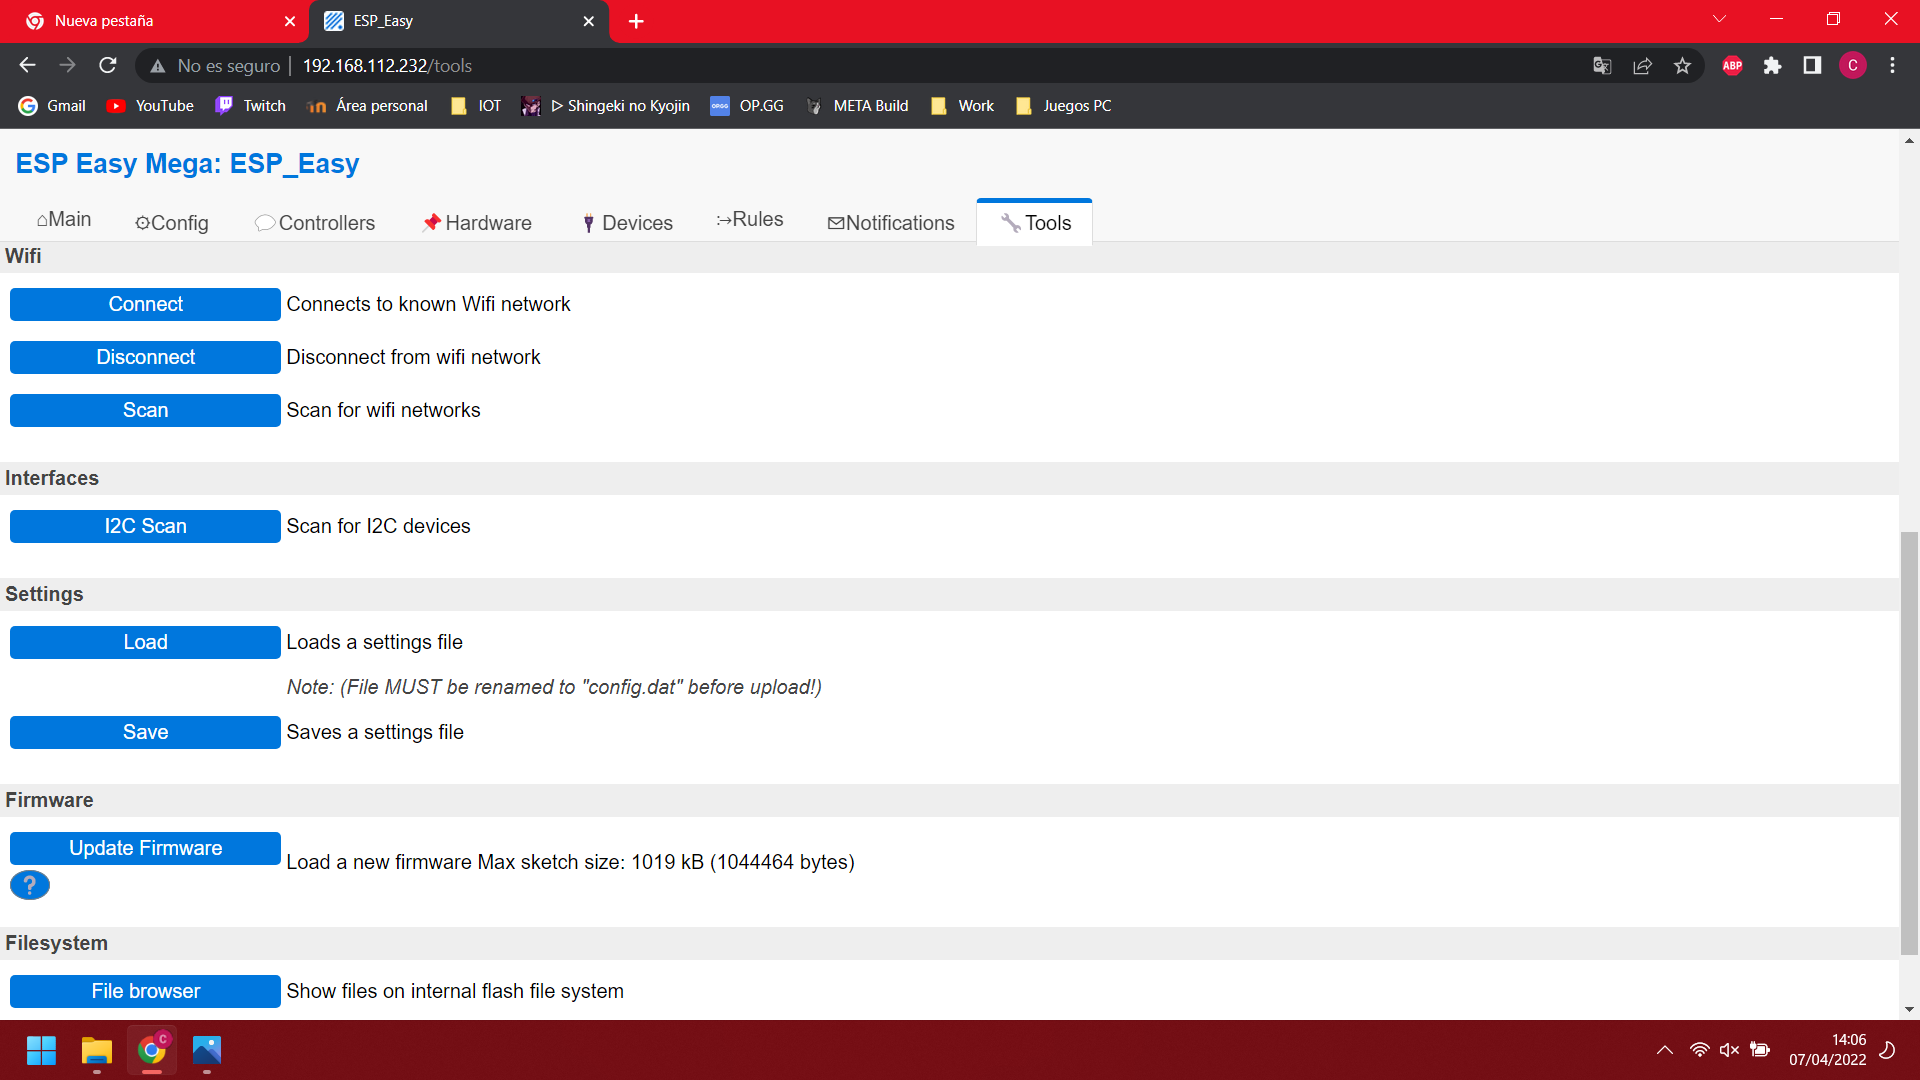 Nueva pestaña
ESP_Easy
No es seguro | 192.168.112.232/tools
ABP
C
Gmail
YouTube
Twitch
Área personal
IOT
▷ Shingeki no Kyojin
OP.GG
META Build
Work
Juegos PC
ESP Easy Mega: ESP_Easy
Main
Config
Controllers
Hardware
Devices
Rules
Notifications
Tools
Wifi
Connect Connects to known Wifi network
Disconnect Disconnect from wifi network
Scan Scan for wifi networks
Interfaces
I2C Scan Scan for I2C devices
Settings
Load Loads a settings file
Note: (File MUST be renamed to "config.dat" before upload!)
Save Saves a settings file
Firmware
Update Firmware
Load a new firmware Max sketch size: 1019 kB (1044464 bytes)
?
Filesystem
File browser Show files on internal flash file system
C
14:06
07/04/2022